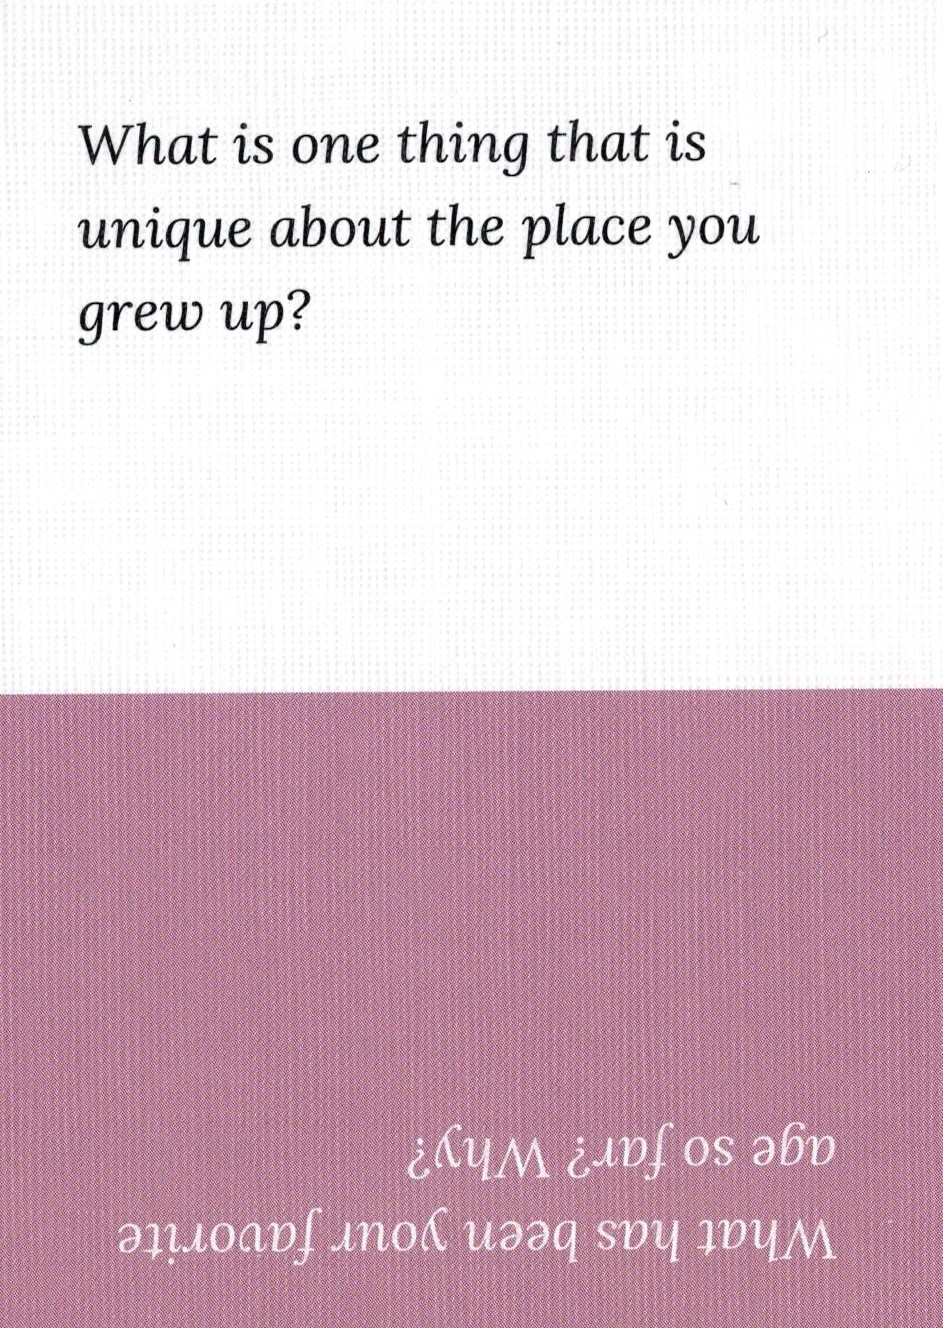 What is one thing that is
unique about the place you
grew up?
What has been your favorite
age so far? Why?